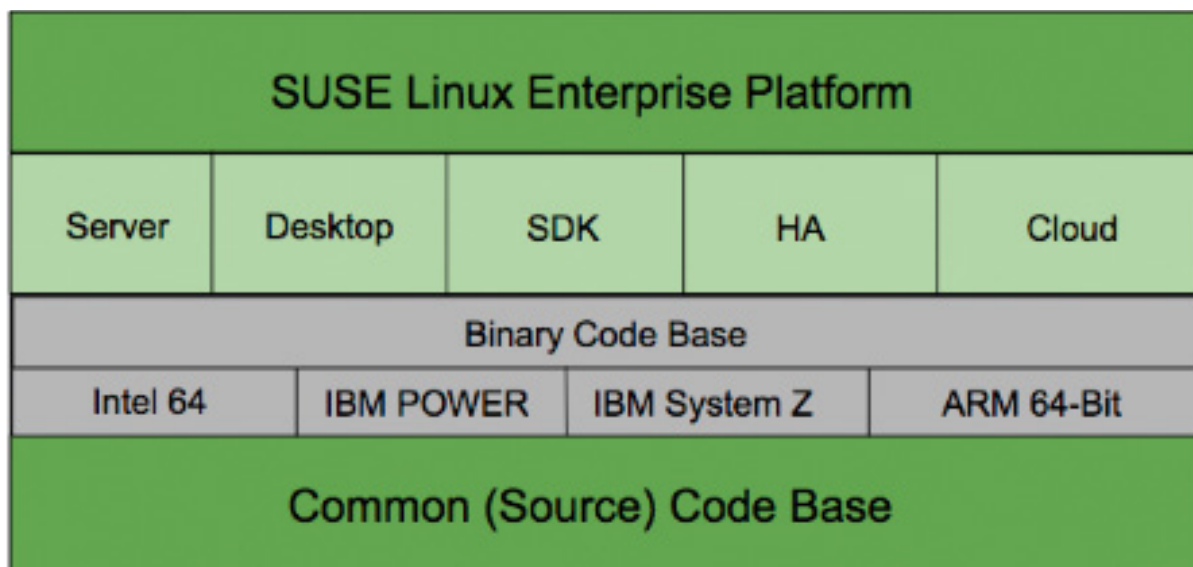 SUSE Linux Enterprise Platform
Server Desktop SDK HA Cloud
Binary Code Base
Intel 64 IBM POWER IBM System Z ARM 64-Bit
Common (Source) Code Base